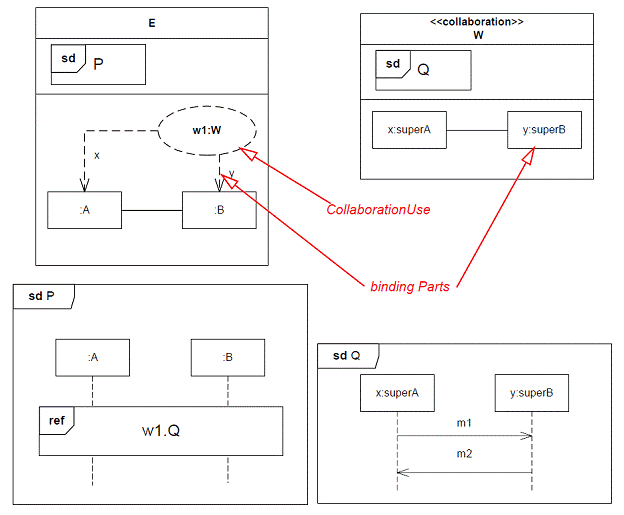 E
sd
P
w1:W
x
y
:A
:B
<<collaboration>>
W
sd
Q
x:superA
y:superB
CollaborationUse
binding Parts
sd P
:A
:B
ref
w1.Q
sd Q
x:superA
y:superB
m1
m2